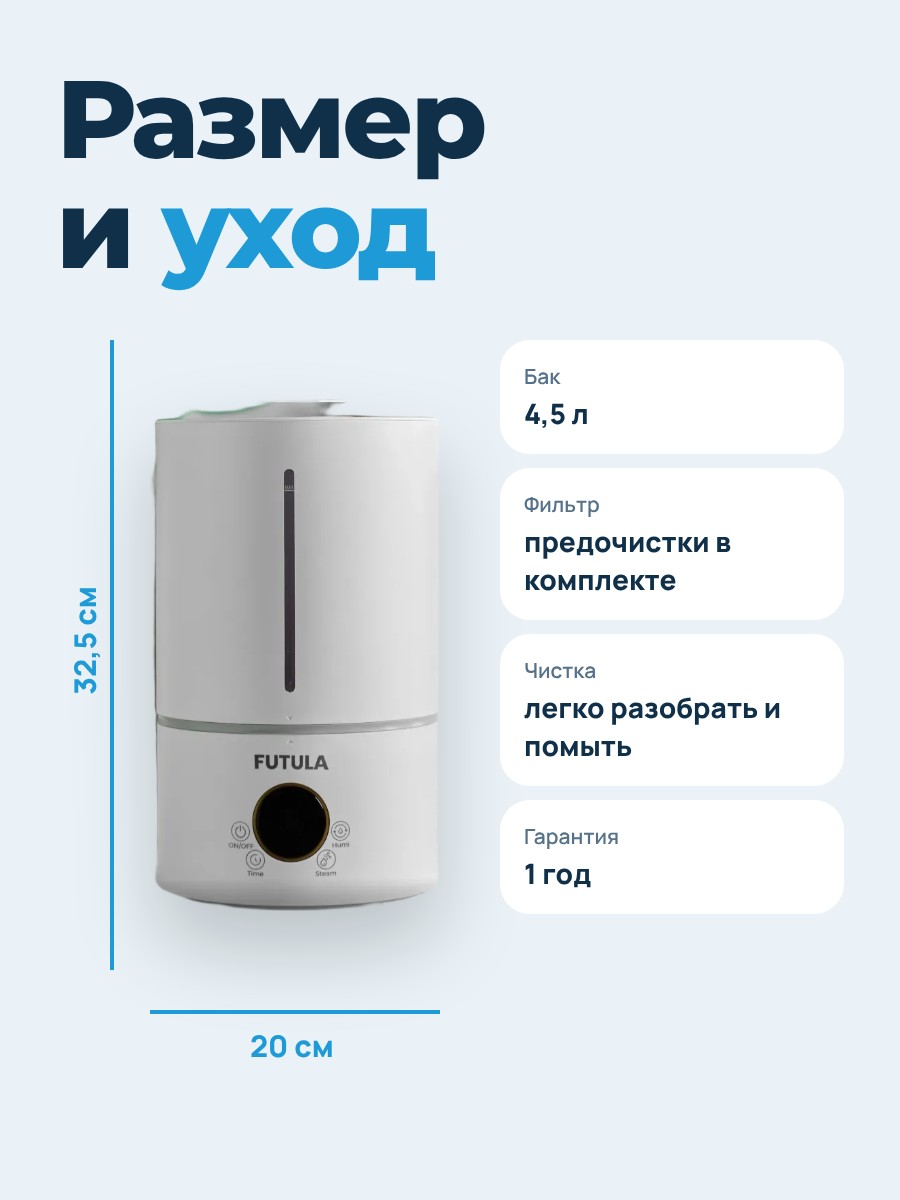 Размер
и уход
Бак
4,5 л
Фильтр
предочистки в
комплекте
Чистка
легко разобрать и
помыть
Гарантия
1 год
32,5 см
MAX
FUTULA
ON/OFF
Humi
Time
Steam
20 см